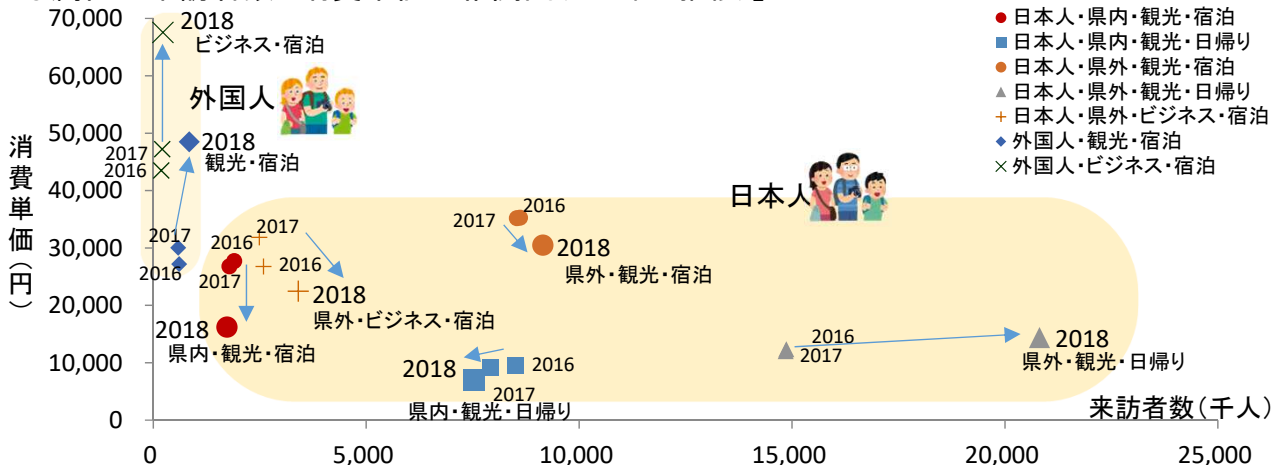 70,000
60,000
50,000
40,000
30,000
20,000
10,000
0
消費単価(円)
0
5,000
10,000
15,000
20,000
25,000
来訪者数(千人)
2018
ビジネス・宿泊
外国人
2017
2016
2018
観光・宿泊
2017
2016
2016
2017
2018
県内・観光・宿泊
2017
2016
2018
県外・ビジネス・宿泊
日本人
2016
2017
2018
県外・観光・宿泊
2018
2016
2017
県内・観光・日帰り
2016
2017
2018
県外・観光・日帰り
日本人・県内・観光・宿泊
日本人・県内・観光・日帰り
日本人・県外・観光・宿泊
日本人・県外・観光・日帰り
日本人・県外・ビジネス・宿泊
外国人・観光・宿泊
外国人・ビジネス・宿泊